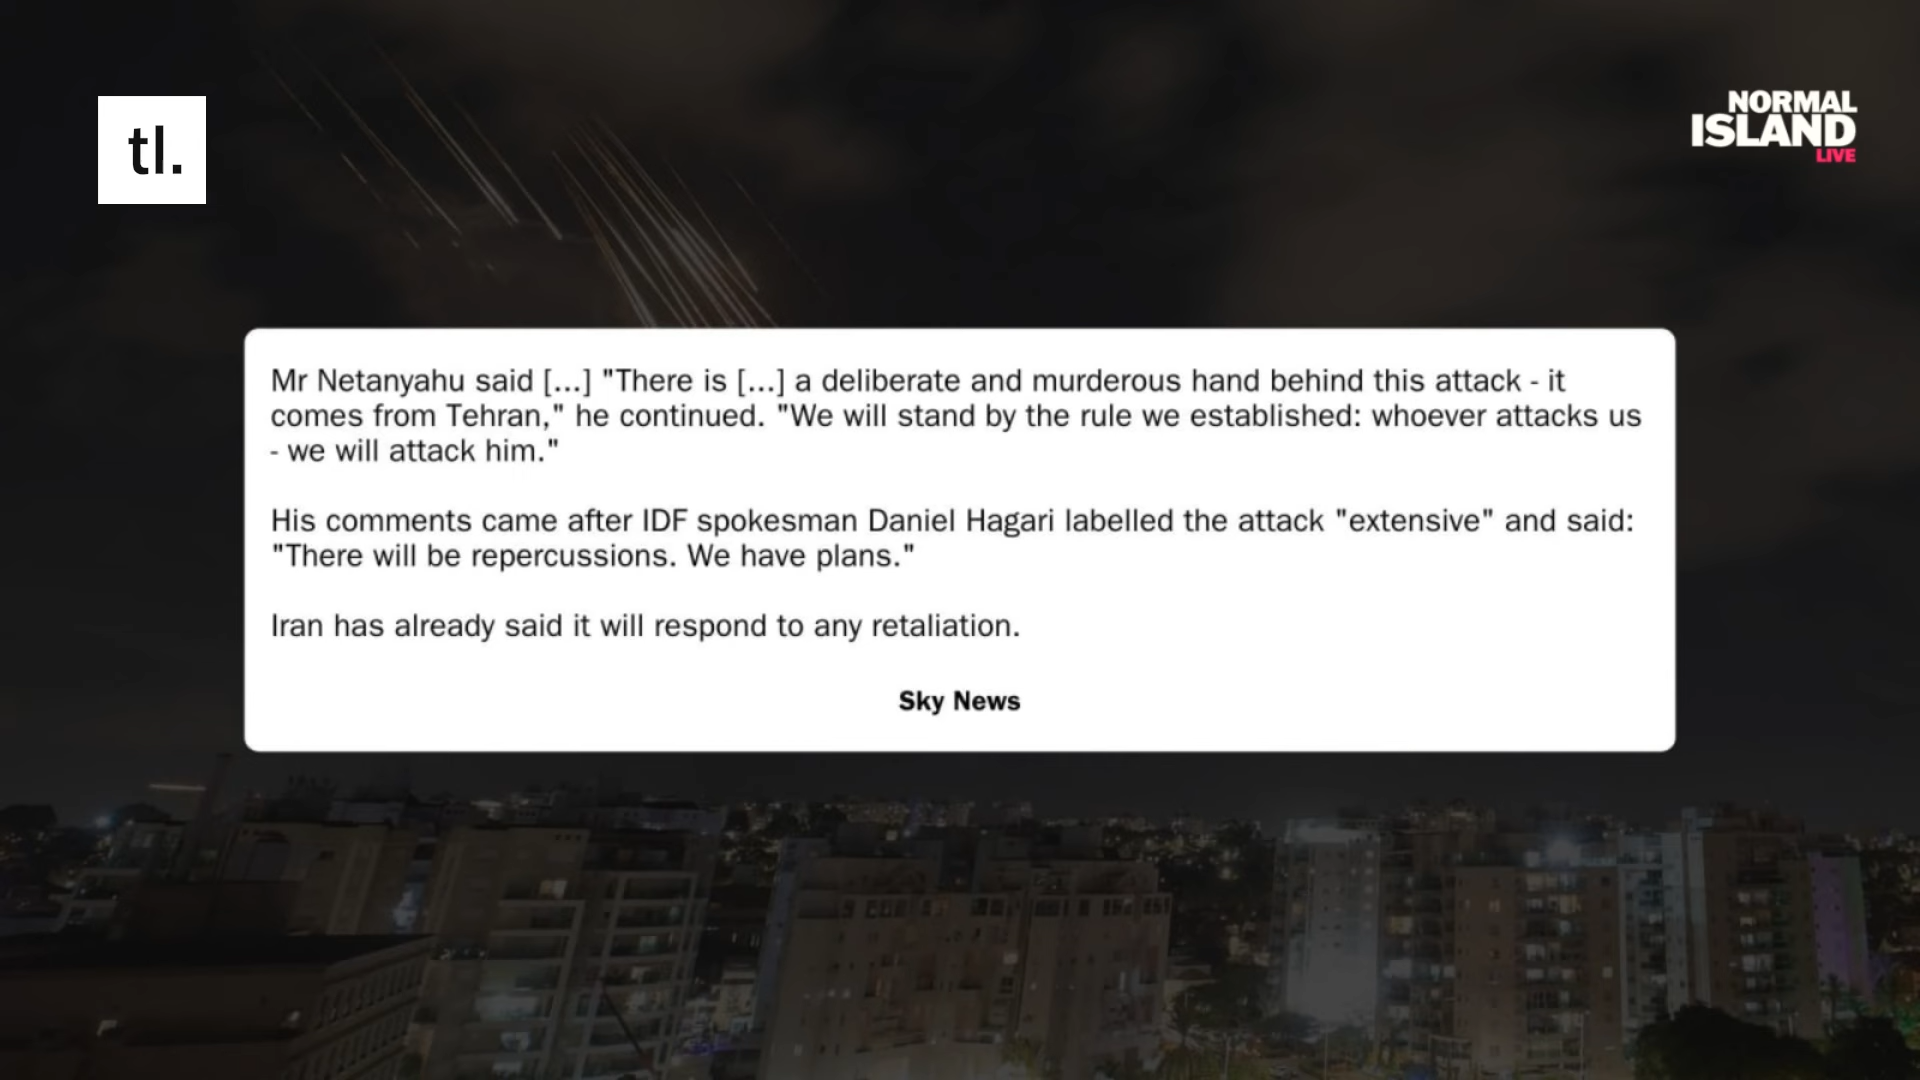 tl.
NORMAL
ISLAND
LIVE
Mr Netanyahu said [...] "There is [...] a deliberate and murderous hand behind this attack - it
comes from Tehran," he continued. "We will stand by the rule we established: whoever attacks us
- we will attack him."
His comments came after IDF spokesman Daniel Hagari labelled the attack "extensive" and said:
"There will be repercussions. We have plans."
Iran has already said it will respond to any retaliation.
Sky News